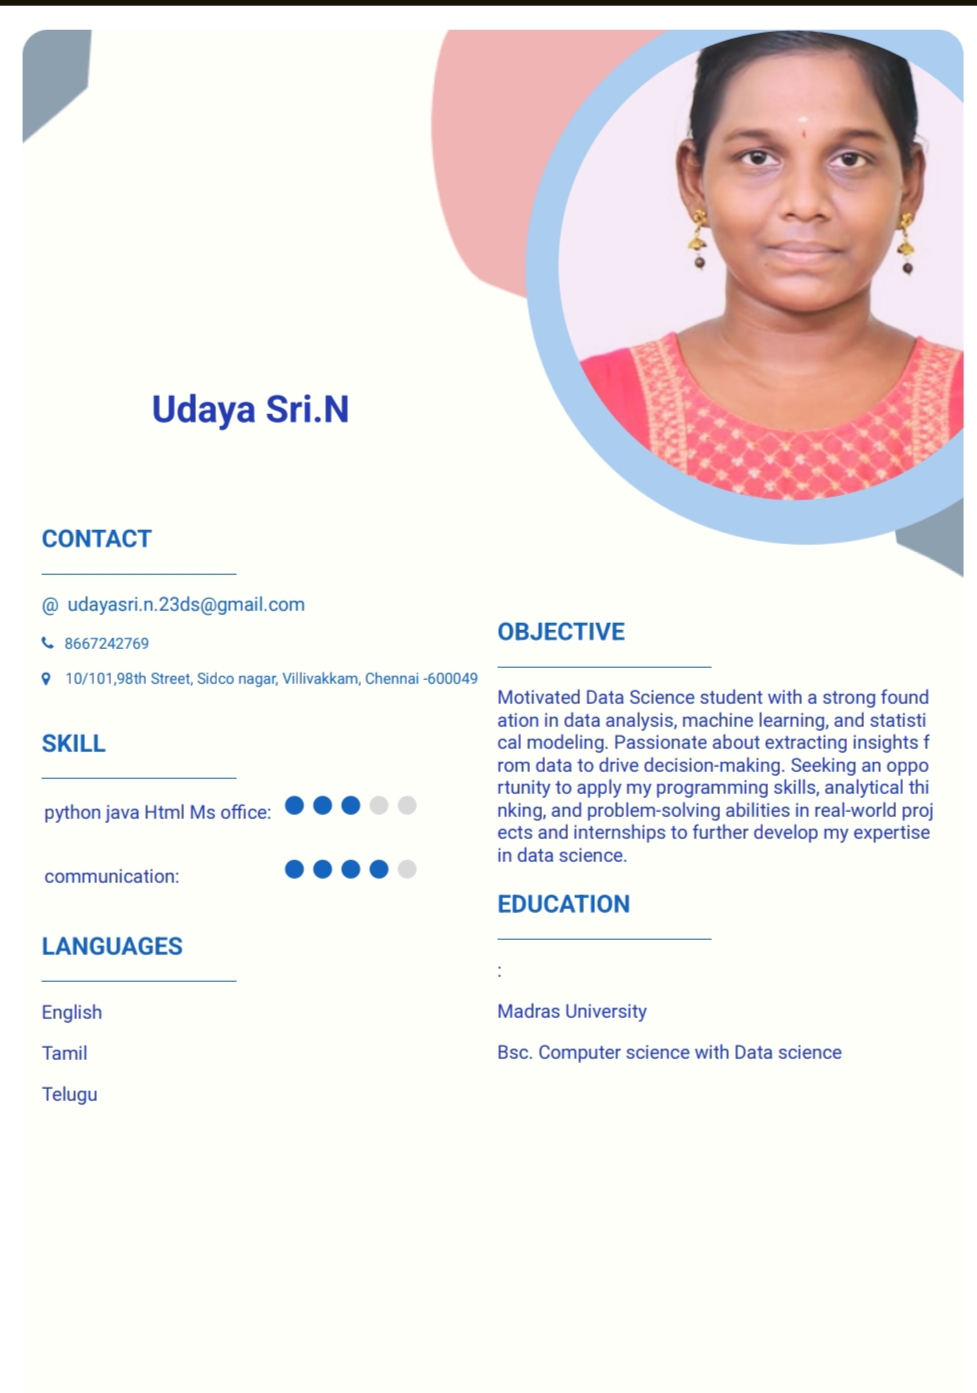 Udaya Sri.N
CONTACT
@ udayasri.n.23ds@gmail.com
8667242769
10/101,98th Street, Sidco nagar, Villivakkam, Chennai -600049
SKILL
python java Html Ms office:
communication:
LANGUAGES
English
Tamil
Telugu
OBJECTIVE
Motivated Data Science student with a strong found
ation in data analysis, machine learning, and statisti
cal modeling. Passionate about extracting insights f
rom data to drive decision-making. Seeking an oppo
rtunity to apply my programming skills, analytical thi
nking, and problem-solving abilities in real-world proj
ects and internships to further develop my expertise
in data science.
EDUCATION
:
Madras University
Bsc. Computer science with Data science